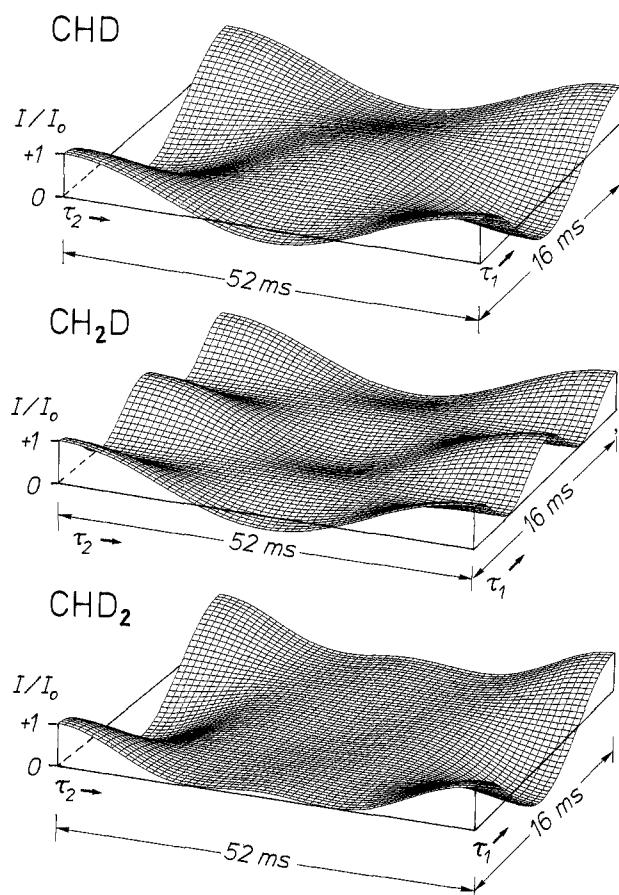 CHD
I/I₀
+1
0
τ₂ →
52 ms
τ₁ →
16 ms
CH₂D
I/I₀
+1
0
τ₂ →
52 ms
τ₁ →
16 ms
CHD₂
I/I₀
+1
0
τ₂ →
52 ms
τ₁ →
16 ms